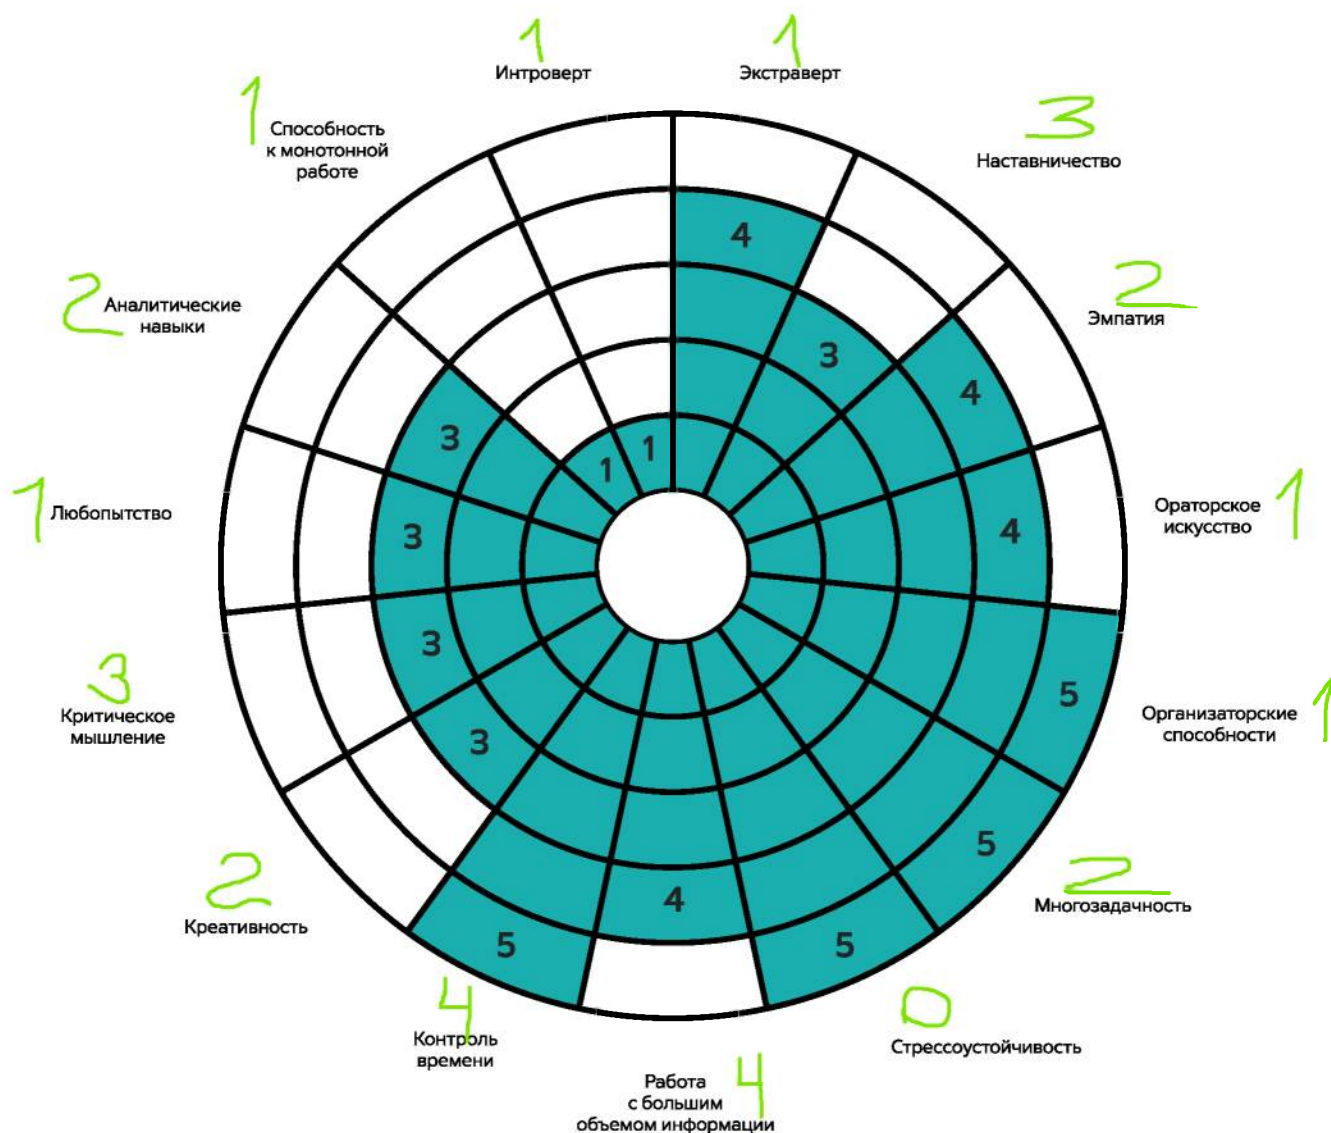 1
Интроверт
1
Экстраверт
3
Наставничество
2
Эмпатия
1
Ораторское
искусство
1
Организаторские
способности
2
Многозадачность
0
Стрессоустойчивость
4
Работа
с большим
объемом информации
4
Контроль
времени
2
Креативность
3
Критическое
мышление
1
Любопытство
2
Аналитические
навыки
1
Способность
к монотонной
работе
4
3
4
4
5
5
5
4
5
3
3
3
3
1
1